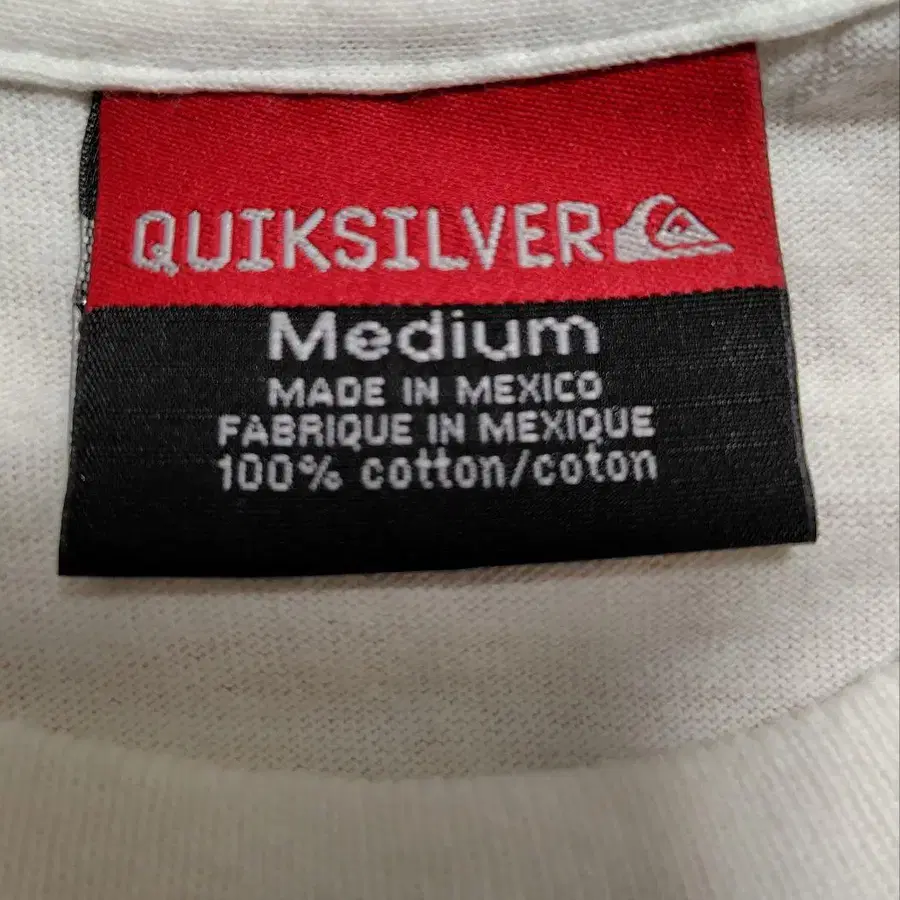 QUIKSILVER
Medium
MADE IN MEXICO
FABRIQUE IN MEXIQUE
100% cotton/coton